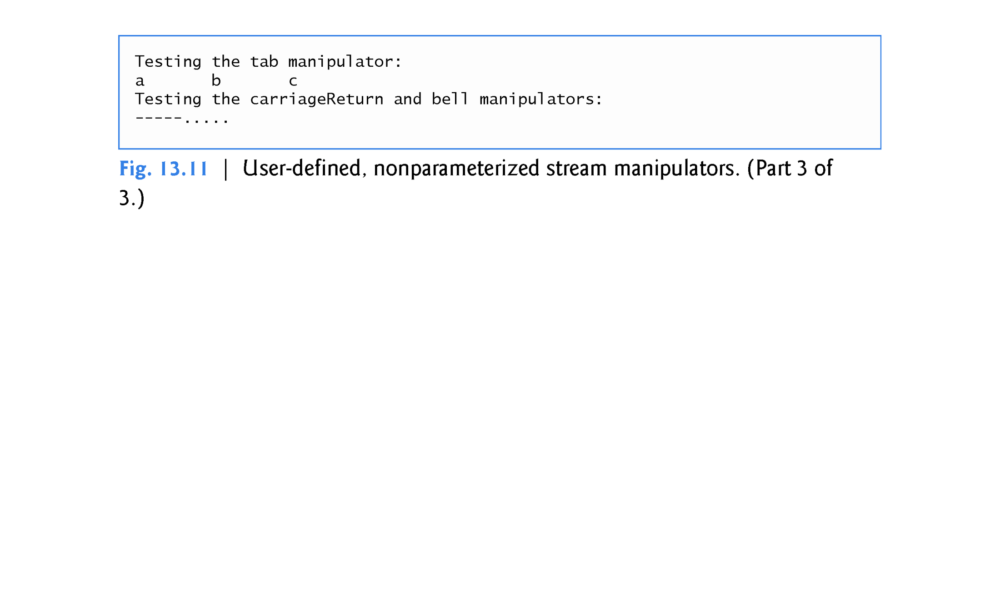 Testing the tab manipulator:
a       b       c
Testing the carriageReturn and bell manipulators:
-----.....
Fig. 13.11 | User-defined, nonparameterized stream manipulators. (Part 3 of
3.)